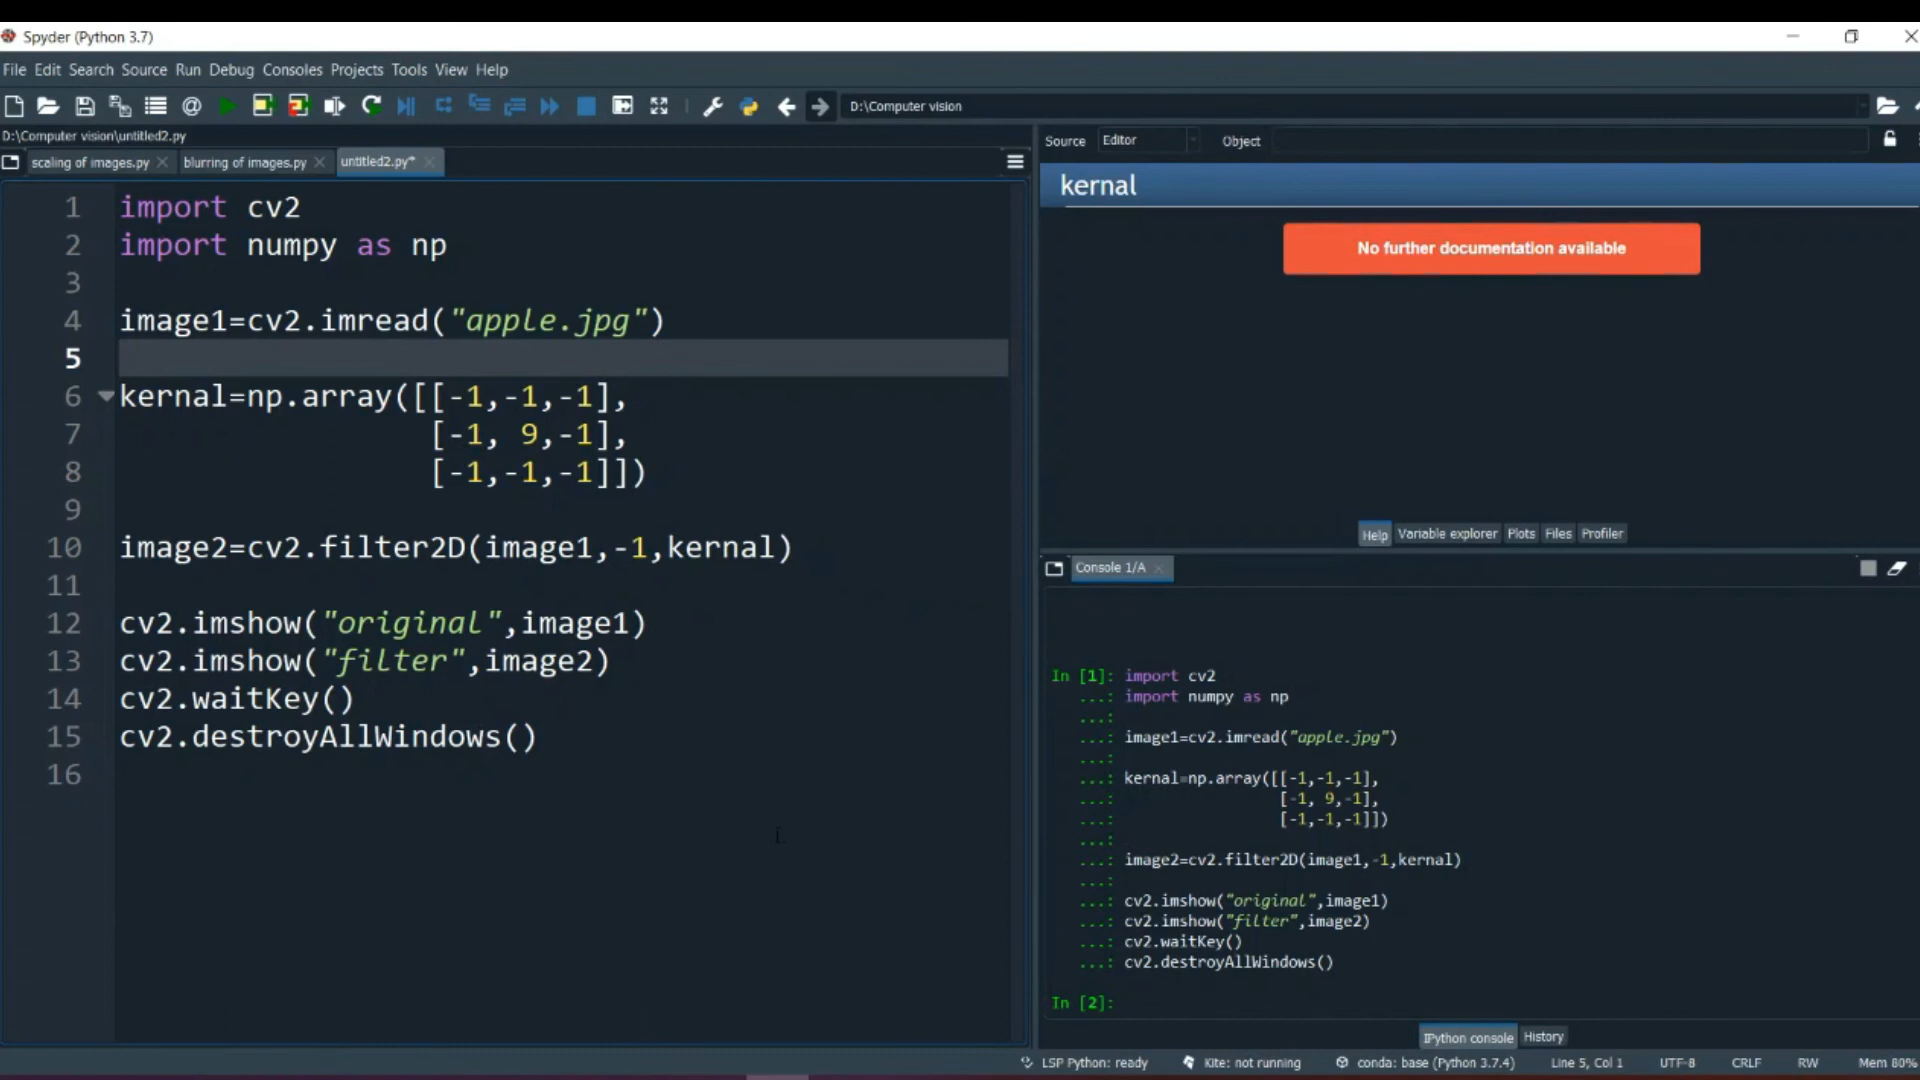 Spyder (Python 3.7)
File Edit Search Source Run Debug Consoles Projects Tools View Help
D:\Computer vision
D:\Computer vision\untitled2.py
scaling of images.py
blurring of images.py
untitled2.py*
1 import cv2
2 import numpy as np
3
4 image1=cv2.imread("apple.jpg")
5
6 kernal=np.array([[-1,-1,-1],
7 [-1, 9,-1],
8 [-1,-1,-1]])
9
10 image2=cv2.filter2D(image1,-1,kernal)
11
12 cv2.imshow("original",image1)
13 cv2.imshow("filter",image2)
14 cv2.waitKey()
15 cv2.destroyAllWindows()
16
Source Editor Object
kernal
No further documentation available
Help Variable explorer Plots Files Profiler
Console 1/A
In [1]: import cv2
...: import numpy as np
...:
...: image1=cv2.imread("apple.jpg")
...:
...: kernal=np.array([[-1,-1,-1],
...: [-1, 9,-1],
...: [-1,-1,-1]])
...:
...: image2=cv2.filter2D(image1,-1,kernal)
...:
...: cv2.imshow("original",image1)
...: cv2.imshow("filter",image2)
...: cv2.waitKey()
...: cv2.destroyAllWindows()
In [2]:
IPython console History
LSP Python: ready Kite: not running conda: base (Python 3.7.4) Line 5, Col 1 UTF-8 CRLF RW Mem 80%